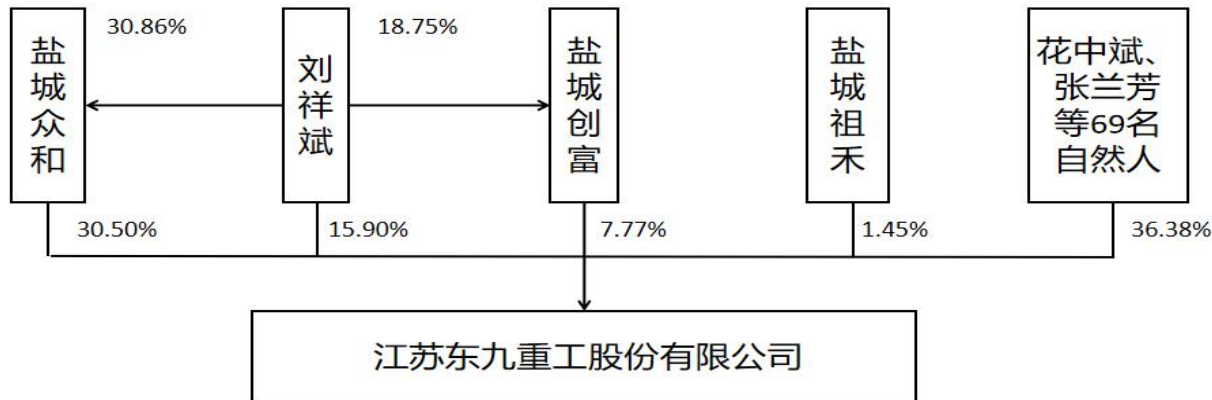 30.86%
18.75%
盐城众和
刘祥斌
盐城创富
盐城祖禾
花中斌、
张兰芳
等69名
自然人
30.50%
15.90%
7.77%
1.45%
36.38%
江苏东九重工股份有限公司